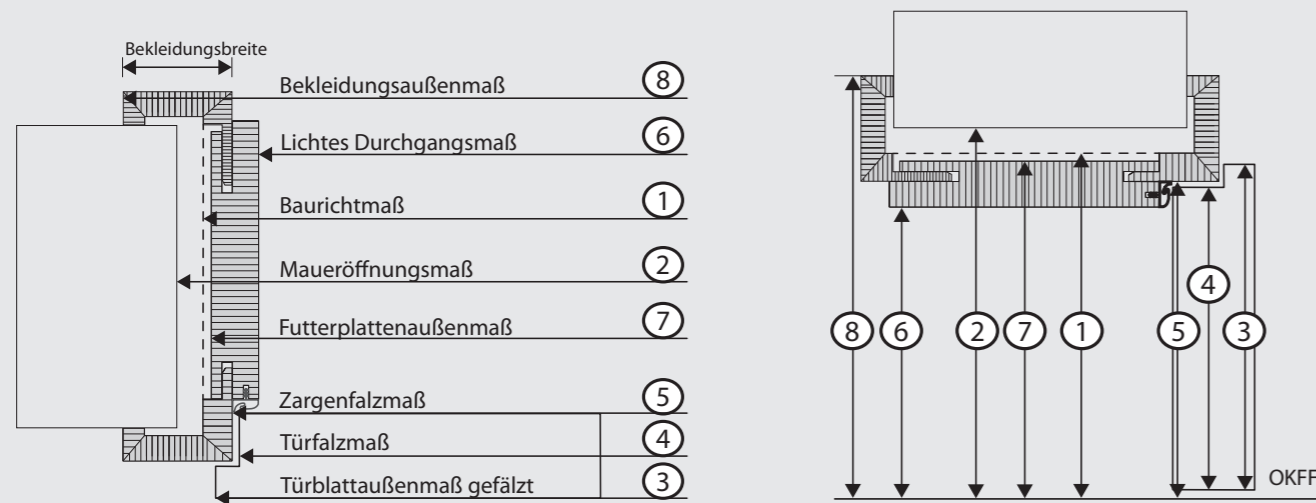 Bekleidungsbreite
Bekleidungsaußenmaß 8
Lichtes Durchgangsmaß 6
Baurichtmaß 1
Maueröffnungsmaß 2
Futterplattenaußenmaß 7
Zargenfalzmaß 5
Türfalzmaß 4
Türblattaußenmaß gefälzt 3
4
8 6 2 7 1 5 3
OKFF